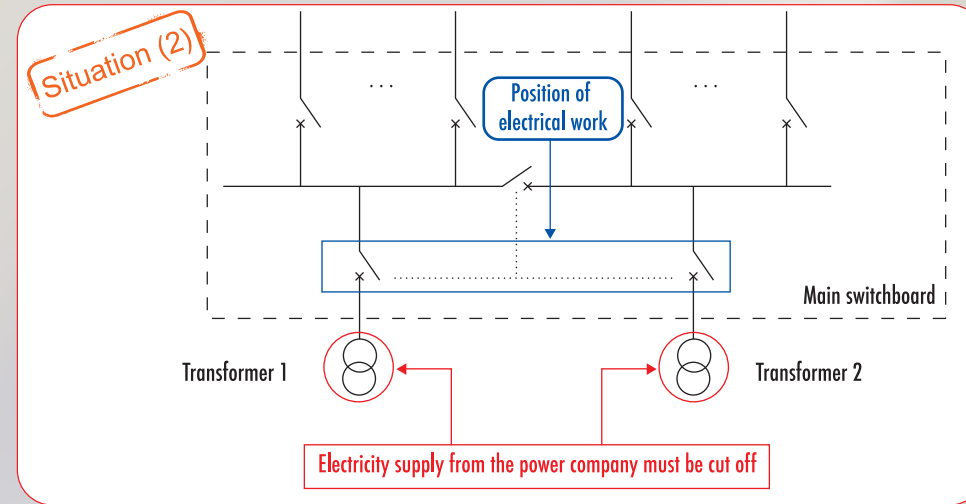 Situation (2)
...
...
Position of
electrical work
Main switchboard
Transformer 1
Transformer 2
Electricity supply from the power company must be cut off